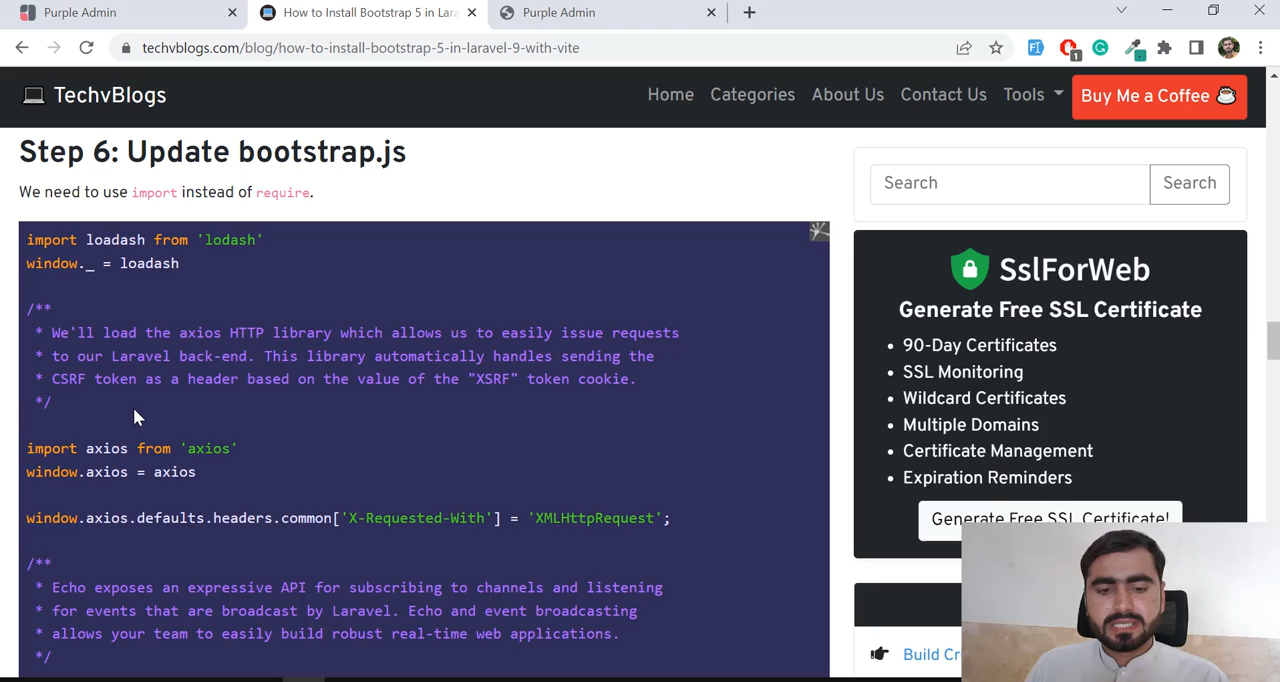 Purple Admin
How to Install Bootstrap 5 in Lara
Purple Admin
techvblogs.com/blog/how-to-install-bootstrap-5-in-laravel-9-with-vite
1
TechvBlogs
Home
Categories
About Us
Contact Us
Tools
Buy Me a Coffee
Step 6: Update bootstrap.js
We need to use import instead of require.
import loadash from 'lodash'
window._ = loadash
/**
* We'll load the axios HTTP library which allows us to easily issue requests
* to our Laravel back-end. This library automatically handles sending the
* CSRF token as a header based on the value of the "XSRF" token cookie.
*/
import axios from 'axios'
window.axios = axios
window.axios.defaults.headers.common['X-Requested-With'] = 'XMLHttpRequest';
/**
* Echo exposes an expressive API for subscribing to channels and listening
* for events that are broadcast by Laravel. Echo and event broadcasting
* allows your team to easily build robust real-time web applications.
*/
Search
Search
SslForWeb
Generate Free SSL Certificate
90-Day Certificates
SSL Monitoring
Wildcard Certificates
Multiple Domains
Certificate Management
Expiration Reminders
Generate Free SSL Certificate!
Build Cr